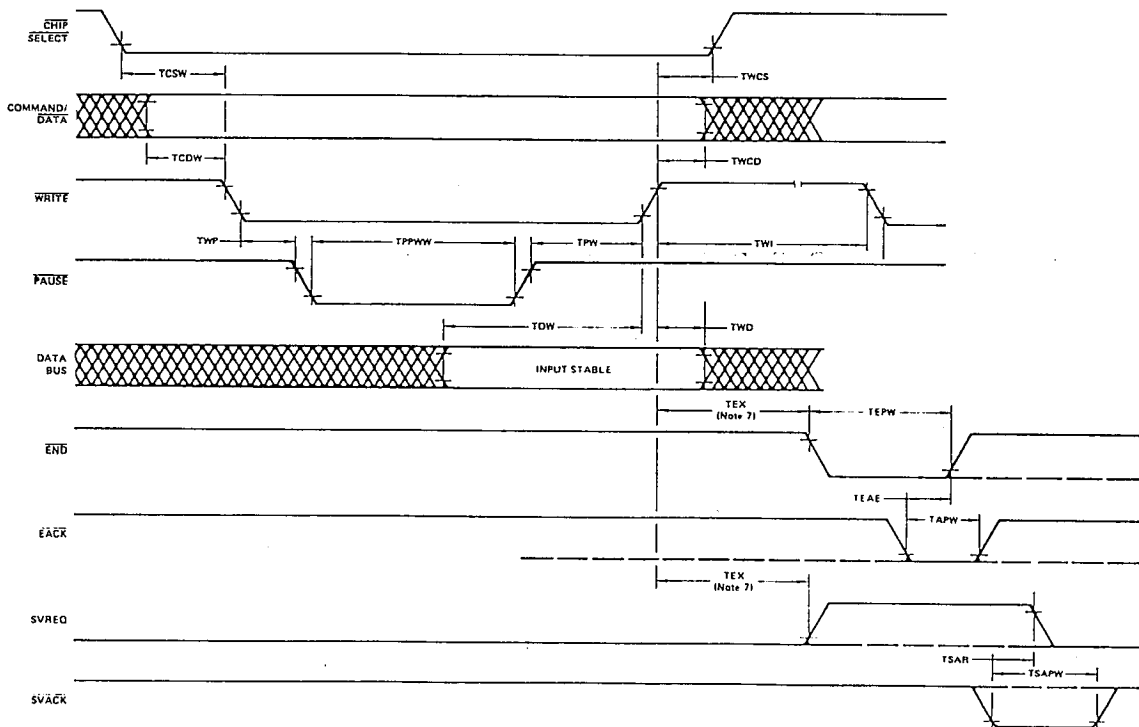 CHIP
SELECT
TCSW
TWCS
COMMAND/
DATA
TCDW
TWCD
WRITE
TWP
TPPWW
TPW
TWI
PAUSE
TDW
TWD
DATA
BUS
INPUT STABLE
TEX
(Note 7)
TEPW
END
TEAE
TAPW
EACK
TEX
(Note 7)
SVREQ
TSAR
TSAPW
SVACK